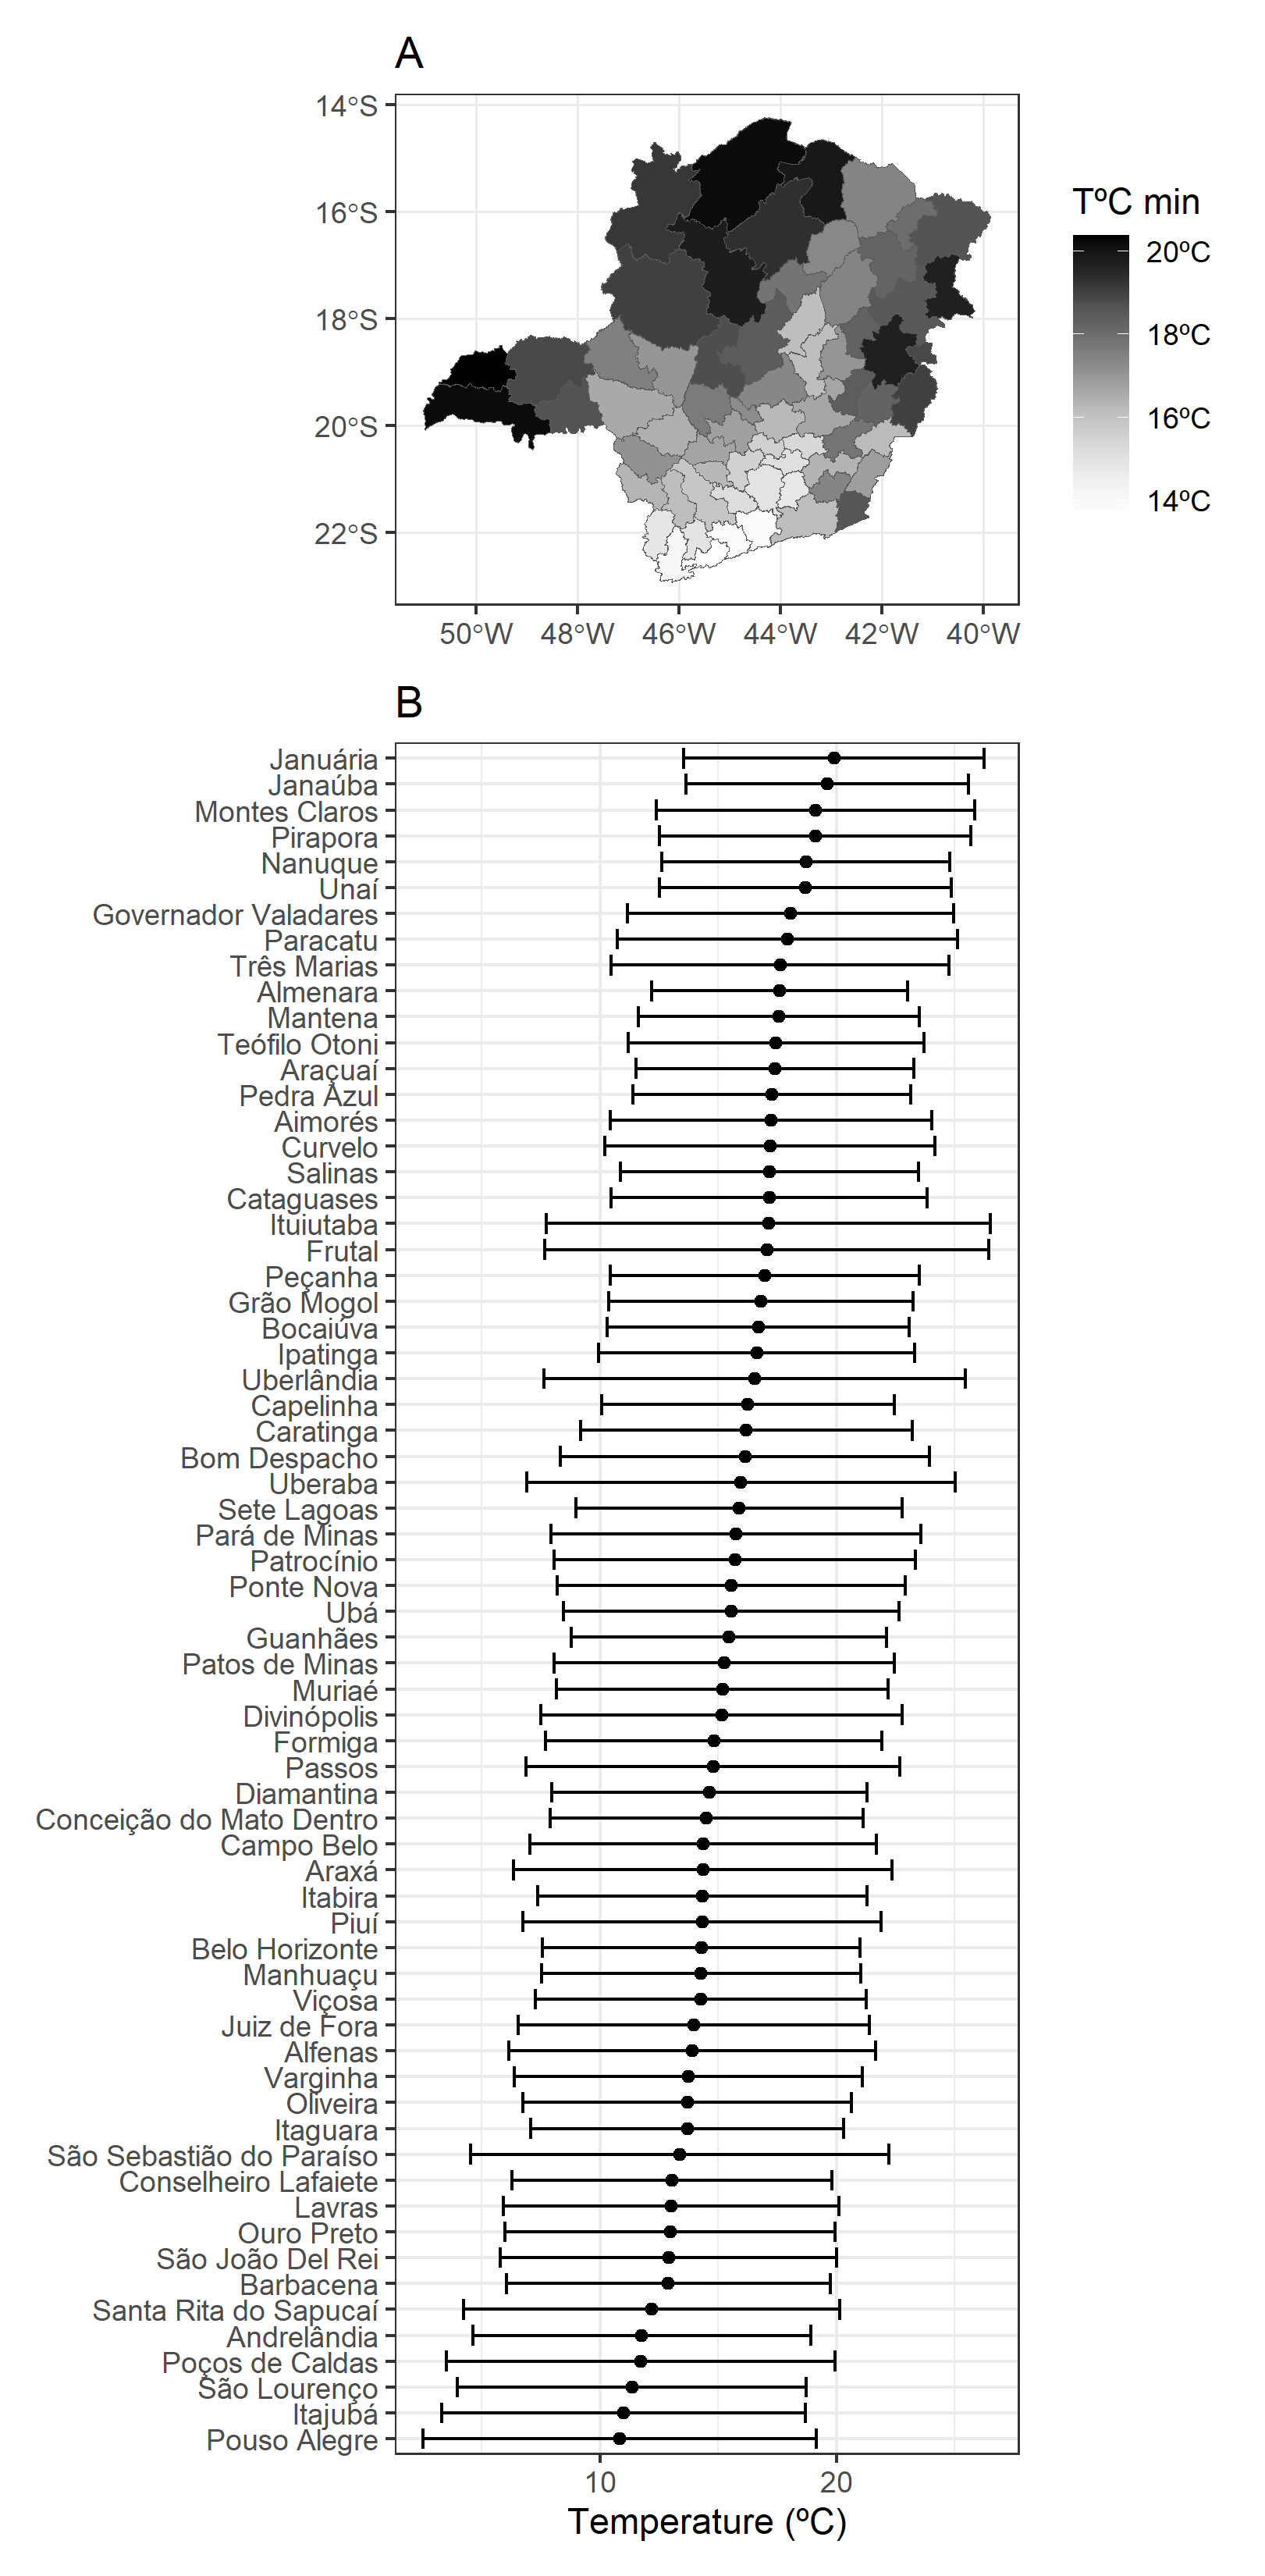 A
14°S
16°S
18°S
20°S
22°S
50°W 48°W 46°W 44°W 42°W 40°W
TºC min
20ºC
18ºC
16ºC
14ºC
B
Januária
Janaúba
Montes Claros
Pirapora
Nanuque
Unaí
Governador Valadares
Paracatu
Três Marias
Almenara
Mantena
Teófilo Otoni
Araçuaí
Pedra Azul
Aimorés
Curvelo
Salinas
Cataguases
Ituiutaba
Frutal
Peçanha
Grão Mogol
Bocaiúva
Ipatinga
Uberlândia
Capelinha
Caratinga
Bom Despacho
Uberaba
Sete Lagoas
Pará de Minas
Patrocínio
Ponte Nova
Ubá
Guanhães
Patos de Minas
Muriaé
Divinópolis
Formiga
Passos
Diamantina
Conceição do Mato Dentro
Campo Belo
Araxá
Itabira
Piuí
Belo Horizonte
Manhuaçu
Viçosa
Juiz de Fora
Alfenas
Varginha
Oliveira
Itaguara
São Sebastião do Paraíso
Conselheiro Lafaiete
Lavras
Ouro Preto
São João Del Rei
Barbacena
Santa Rita do Sapucaí
Andrelândia
Poços de Caldas
São Lourenço
Itajubá
Pouso Alegre
10 20
Temperature (ºC)